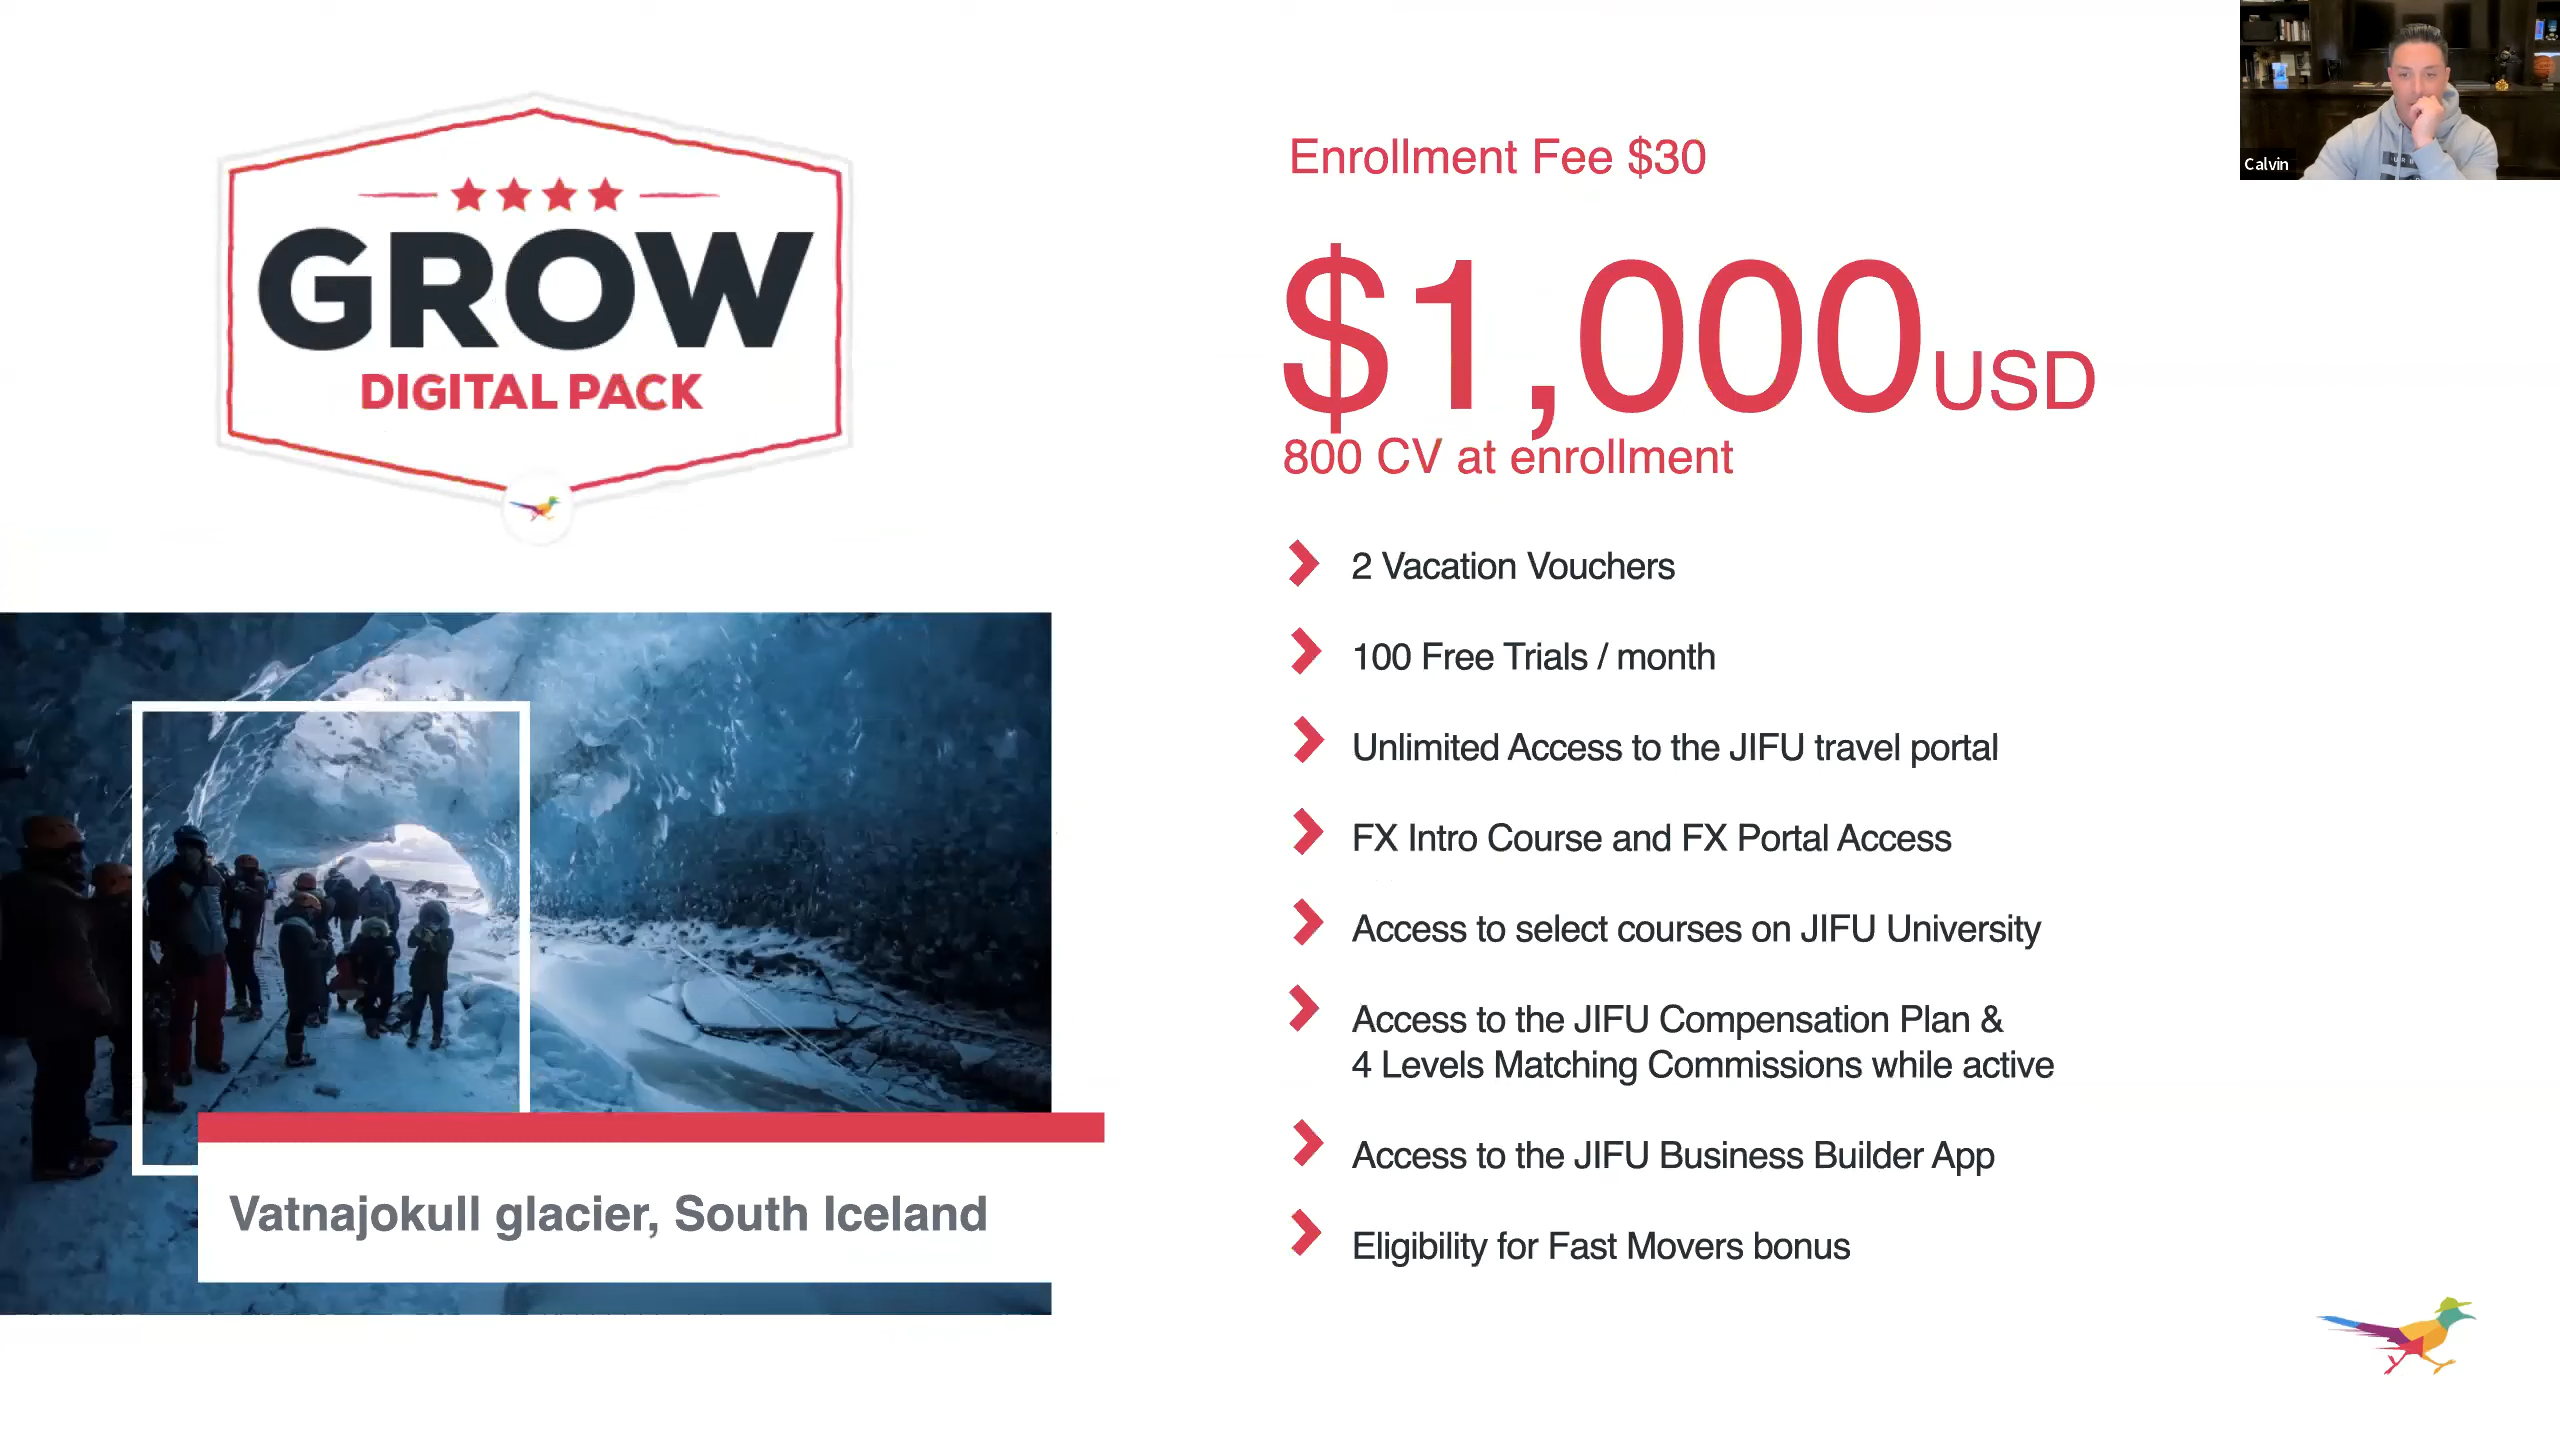 GROW
DIGITAL PACK
Vatnajokull glacier, South Iceland
Enrollment Fee $30
$1,000 USD
800 CV at enrollment
2 Vacation Vouchers
100 Free Trials / month
Unlimited Access to the JIFU travel portal
FX Intro Course and FX Portal Access
Access to select courses on JIFU University
Access to the JIFU Compensation Plan &
4 Levels Matching Commissions while active
Access to the JIFU Business Builder App
Eligibility for Fast Movers bonus
Calvin